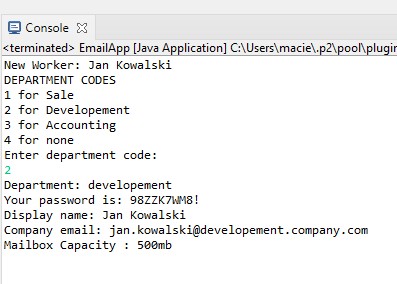 Console
<terminated> EmailApp [Java Application] C:\Users\macie\.p2\pool\plugin
New Worker: Jan Kowalski
DEPARTMENT CODES
1 for Sale
2 for Developement
3 for Accounting
4 for none
Enter department code:
2
Department: developement
Your password is: 98ZZK7WM8!
Display name: Jan Kowalski
Company email: jan.kowalski@developement.company.com
Mailbox Capacity : 500mb